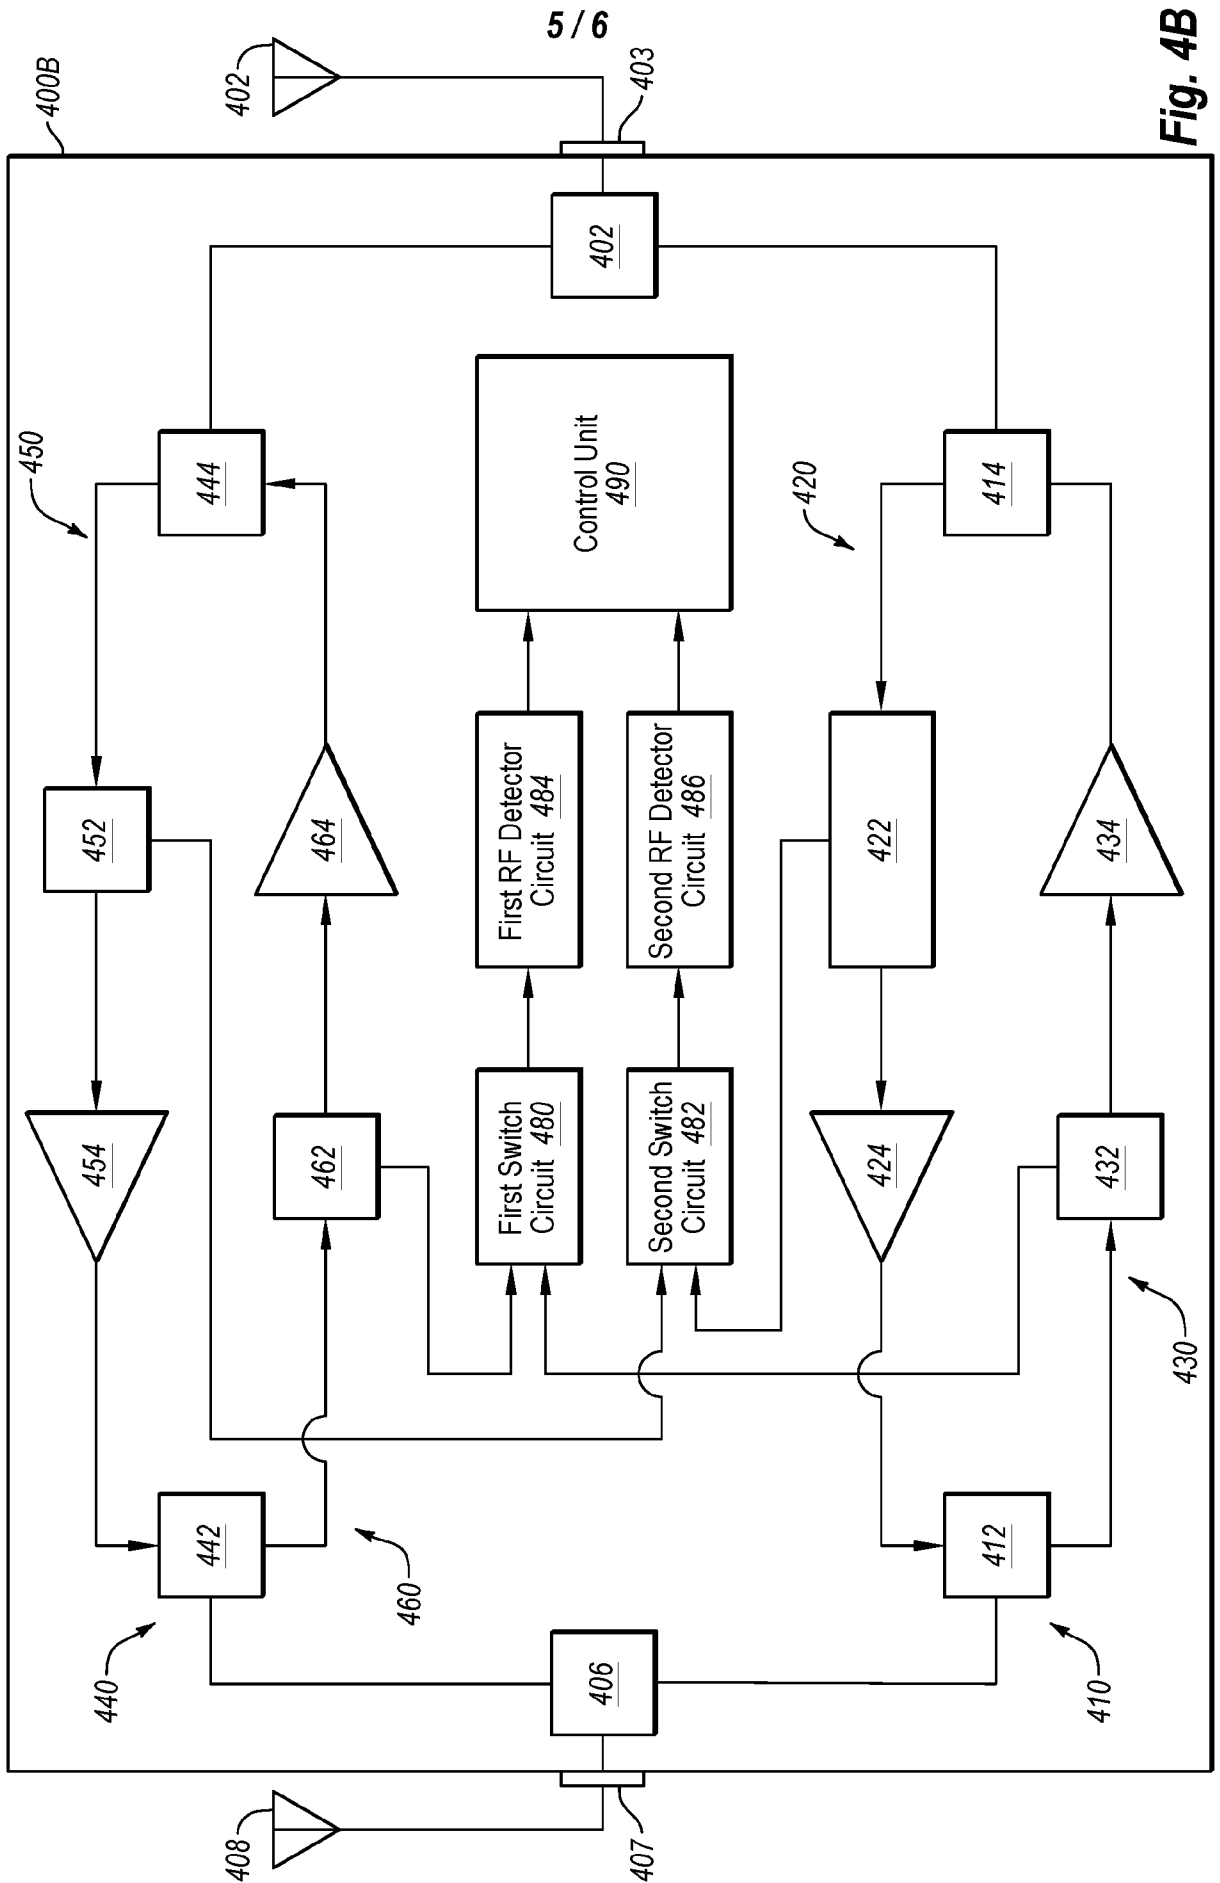 5 / 6
400B
450
452
454
440
442
444
460
462
464
408
407
406
First Switch
Circuit 480
First RF Detector
Circuit 484
Second Switch
Circuit 482
Second RF Detector
Circuit 486
Control Unit
490
402
402
403
420
422
424
410
412
414
430
432
434
Fig. 4B